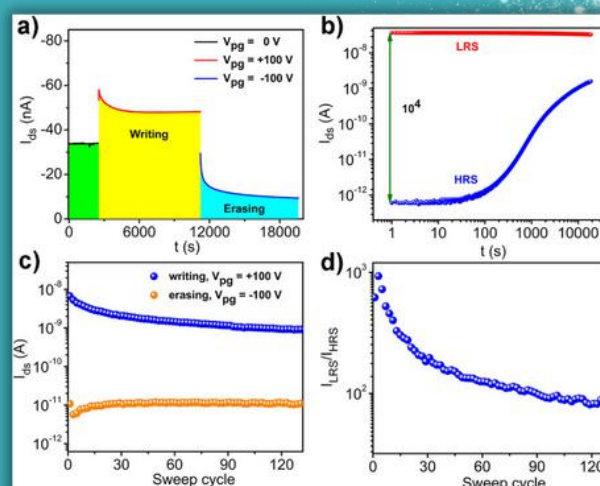 a)
V_pg = 0 V
V_pg = +100 V
V_pg = -100 V
-80
-60
-40
-20
0
I_ds (nA)
Writing
Erasing
0 6000 12000 18000
t (s)
b)
10^-8
10^-9
10^-10
10^-11
10^-12
I_ds (A)
LRS
10^4
HRS
1 10 100 1000 10000
t (s)
c)
writing, V_pg = +100 V
erasing, V_pg = -100 V
10^-8
10^-9
10^-10
10^-11
10^-12
I_ds (A)
0 30 60 90 120
Sweep cycle
d)
10^3
10^2
I_LRS/I_HRS
0 30 60 90 120
Sweep cycle